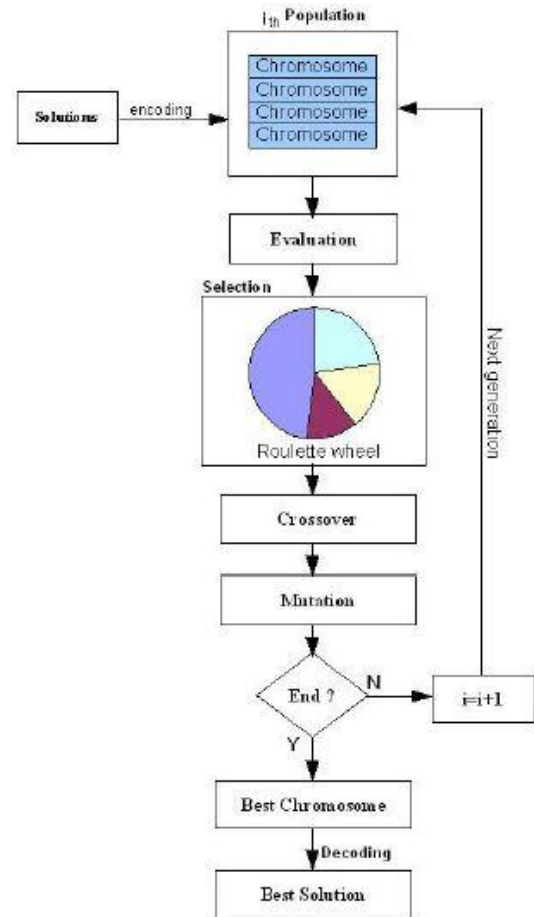 i th Population
Chromosome
Chromosome
Chromosome
Chromosome
Solutions
encoding
Evaluation
Selection
Roulette wheel
Next generation
Crossover
Mutation
End ?
N
i=i+1
Y
Best Chromosome
Decoding
Best Solution